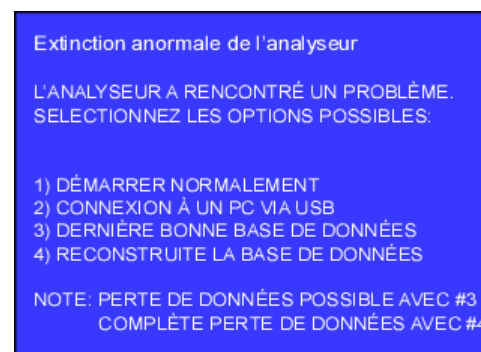 Extinction anormale de l'analyseur
L'ANALYSEUR A RENCONTRÉ UN PROBLÈME.
SELECTIONNEZ LES OPTIONS POSSIBLES:
1) DÉMARRER NORMALEMENT
2) CONNEXION À UN PC VIA USB
3) DERNIÈRE BONNE BASE DE DONNÉES
4) RECONSTRUITE LA BASE DE DONNÉES
NOTE: PERTE DE DONNÉES POSSIBLE AVEC #3
COMPLÈTE PERTE DE DONNÉES AVEC #4